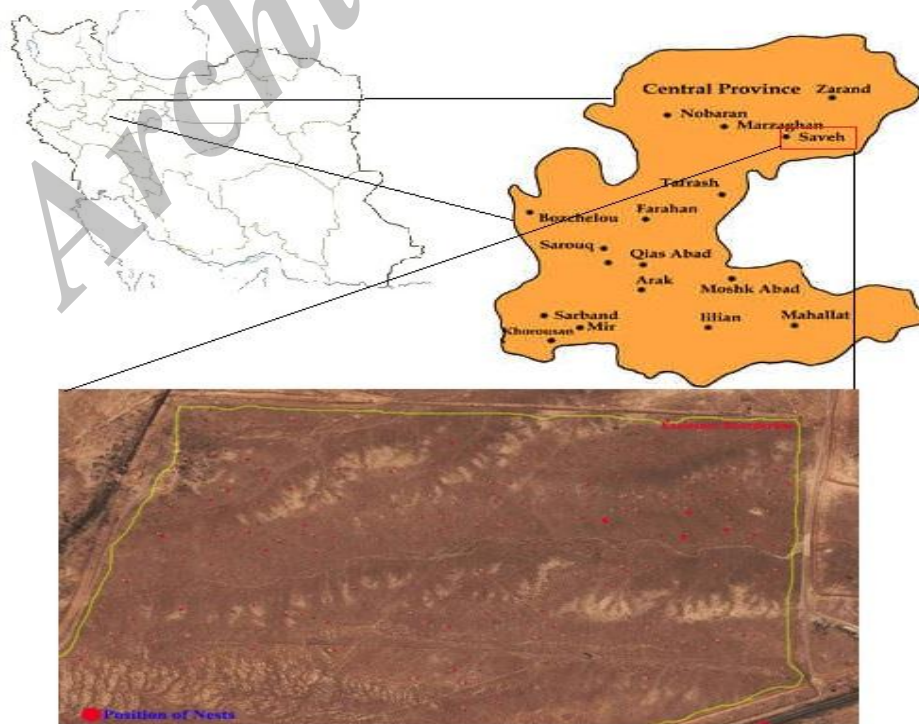 Archi
Central Province
Zarand
Nobaran
Marzaghan
Saveh
Tafrash
Bozchelou
Farahan
Sarouq
Qias Abad
Arak
Moshk Abad
Sarband
Mir
Khorousan
Mahallat
Position of Nests